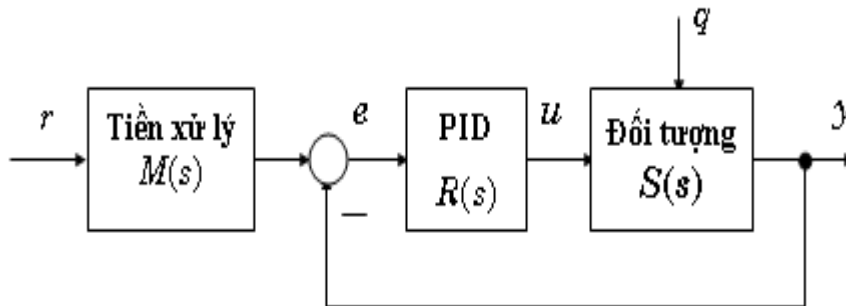 q
r
Tiền xử lý
M(s)
e
PID
R(s)
u
Đối tượng
S(s)
y
−